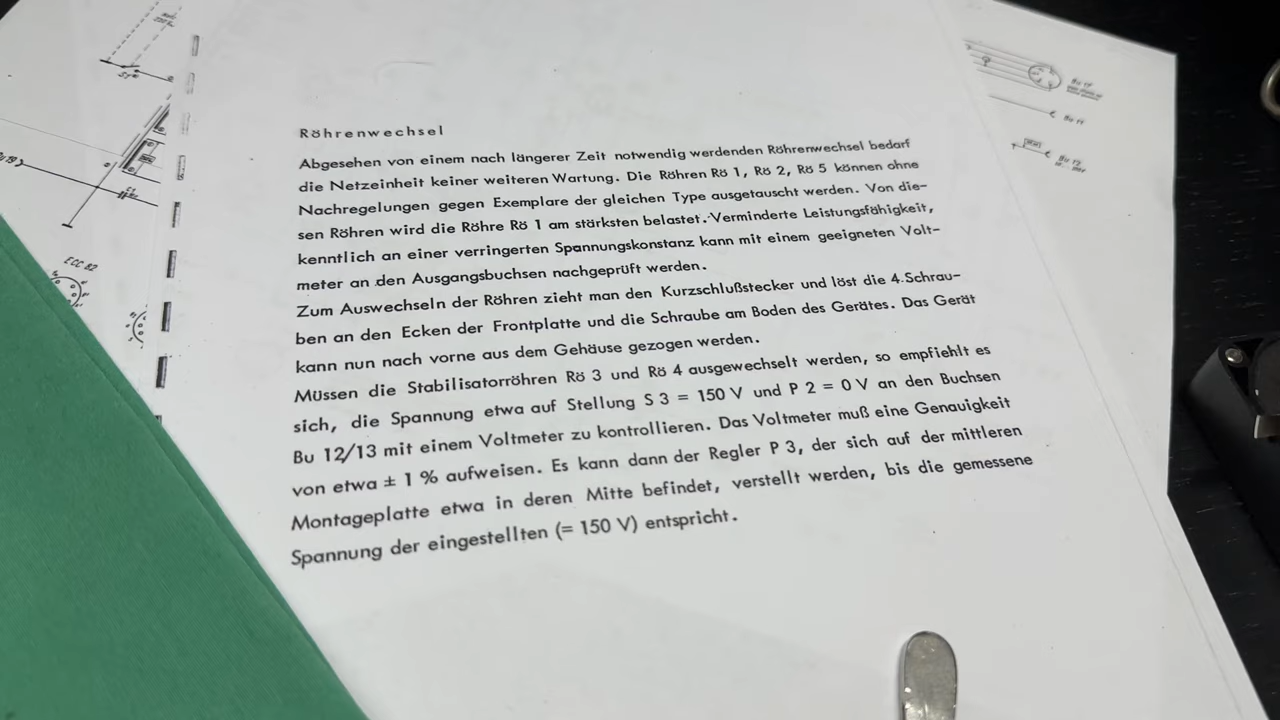 Röhrenwechsel
Abgesehen von einem nach längerer Zeit notwendig werdenden Röhrenwechsel bedarf
die Netzeinheit keiner weiteren Wartung. Die Röhren Rö 1, Rö 2, Rö 5 können ohne
Nachregelungen gegen Exemplare der gleichen Type ausgetauscht werden. Von die-
sen Röhren wird die Röhre Rö 1 am stärksten belastet. Verminderte Leistungsfähigkeit,
kenntlich an einer verringerten Spannungskonstanz kann mit einem geeigneten Volt-
meter an den Ausgangsbuchsen nachgeprüft werden.
Zum Auswechseln der Röhren zieht man den Kurzschlußstecker und löst die 4 Schrau-
ben an den Ecken der Frontplatte und die Schraube am Boden des Gerätes. Das Gerät
kann nun nach vorne aus dem Gehäuse gezogen werden.
Müssen die Stabilisatorröhren Rö 3 und Rö 4 ausgewechselt werden, so empfiehlt es
sich, die Spannung etwa auf Stellung S 3 = 150 V und P 2 = 0 V an den Buchsen
Bu 12/13 mit einem Voltmeter zu kontrollieren. Das Voltmeter muß eine Genauigkeit
von etwa ± 1 % aufweisen. Es kann dann der Regler P 3, der sich auf der mittleren
Montageplatte etwa in deren Mitte befindet, verstellt werden, bis die gemessene
Spannung der eingestellten (= 150 V) entspricht.
ECC 82
Bu 17
Bu 14